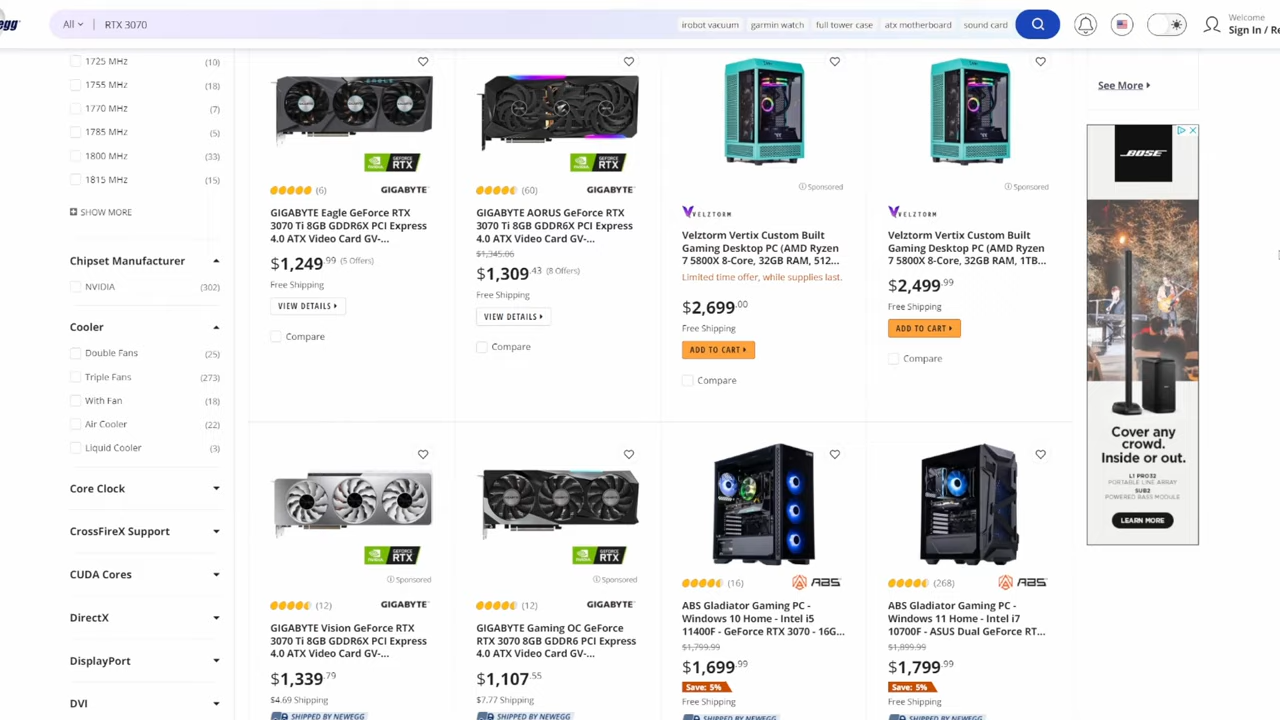 egg
All
RTX 3070
irobot vacuum
garmin watch
full tower case
atx motherboard
sound card
Welcome
Sign In / Re
1725 MHz (10)
1755 MHz (18)
1770 MHz (7)
1785 MHz (5)
1800 MHz (33)
1815 MHz (15)
SHOW MORE
Chipset Manufacturer
NVIDIA (302)
Cooler
Double Fans (25)
Triple Fans (273)
With Fan (18)
Air Cooler (22)
Liquid Cooler (3)
Core Clock
CrossFireX Support
CUDA Cores
DirectX
DisplayPort
DVI
EAGLE
GEFORCE
RTX
(6) GIGABYTE
GIGABYTE Eagle GeForce RTX
3070 Ti 8GB GDDR6X PCI Express
4.0 ATX Video Card GV-...
$1,249.99 (5 Offers)
Free Shipping
VIEW DETAILS
Compare
GEFORCE
RTX
(60) GIGABYTE
GIGABYTE AORUS GeForce RTX
3070 Ti 8GB GDDR6X PCI Express
4.0 ATX Video Card GV-...
$1,345.06
$1,309.43 (8 Offers)
Free Shipping
VIEW DETAILS
Compare
Sponsored
VELZTORM
Velztorm Vertix Custom Built
Gaming Desktop PC (AMD Ryzen
7 5800X 8-Core, 32GB RAM, 512...
Limited time offer, while supplies last.
$2,699.00
Free Shipping
ADD TO CART
Compare
Sponsored
VELZTORM
Velztorm Vertix Custom Built
Gaming Desktop PC (AMD Ryzen
7 5800X 8-Core, 32GB RAM, 1TB...
$2,499.99
Free Shipping
ADD TO CART
Compare
GEFORCE
RTX
Sponsored
(12) GIGABYTE
GIGABYTE Vision GeForce RTX
3070 Ti 8GB GDDR6X PCI Express
4.0 ATX Video Card GV-...
$1,339.79
$4.69 Shipping
SHIPPED BY NEWEGG
GEFORCE
RTX
Sponsored
(12) GIGABYTE
GIGABYTE Gaming OC GeForce
RTX 3070 8GB GDDR6 PCI Express
4.0 ATX Video Card GV-...
$1,107.55
$7.77 Shipping
SHIPPED BY NEWEGG
(16) ABS
ABS Gladiator Gaming PC -
Windows 10 Home - Intel i5
11400F - GeForce RTX 3070 - 16G...
$1,799.99
$1,699.99
Save: 5%
Free Shipping
SHIPPED BY NEWEGG
(268) ABS
ABS Gladiator Gaming PC -
Windows 11 Home - Intel i7
10700F - ASUS Dual GeForce RT...
$1,899.99
$1,799.99
Save: 5%
Free Shipping
SHIPPED BY NEWEGG
See More
BOSE
Cover any
crowd.
Inside or out.
L1 PRO32
PORTABLE LINE ARRAY
SUB2
POWERED BASS MODULE
LEARN MORE